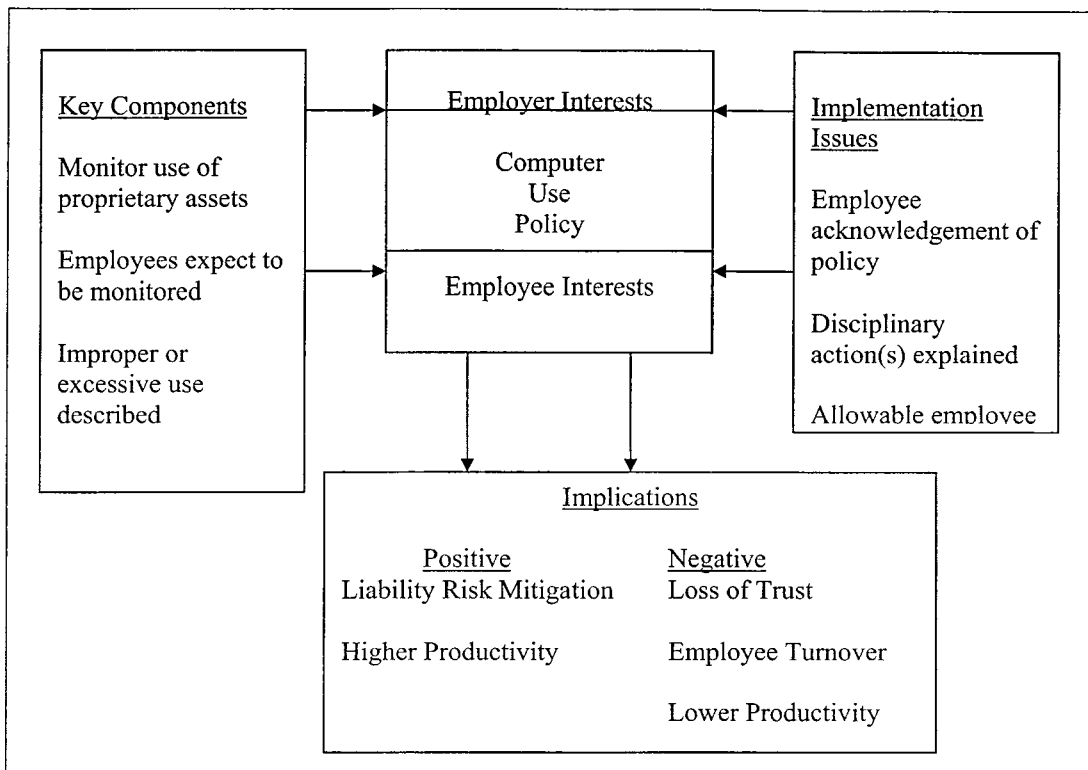 Key Components
Monitor use of
proprietary assets
Employees expect to
be monitored
Improper or
excessive use
described
Employer Interests
Computer
Use
Policy
Employee Interests
Implementation
Issues
Employee
acknowledgement of
policy
Disciplinary
action(s) explained
Allowable employee
Implications
Positive
Liability Risk Mitigation
Higher Productivity
Negative
Loss of Trust
Employee Turnover
Lower Productivity